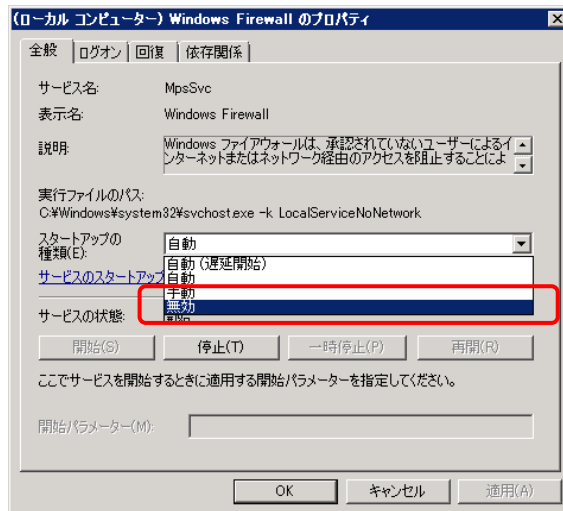 (ローカル コンピューター) Windows Firewall のプロパティ
全般 ログオン 回復 依存関係
サービス名: MpsSvc
表示名: Windows Firewall
説明: Windows ファイアウォールは、承認されていないユーザーによるイ
ンターネットまたはネットワーク経由のアクセスを阻止することによ
実行ファイルのパス:
C:¥Windows¥system32¥svchost.exe -k LocalServiceNoNetwork
スタートアップの
種類(E): 自動
自動 (遅延開始)
サービスのスタートアップ 自動
手動
無効
サービスの状態: 開始
開始(S) 停止(T) 一時停止(P) 再開(R)
ここでサービスを開始するときに適用する開始パラメーターを指定してください。
開始パラメーター(M):
OK キャンセル 適用(A)